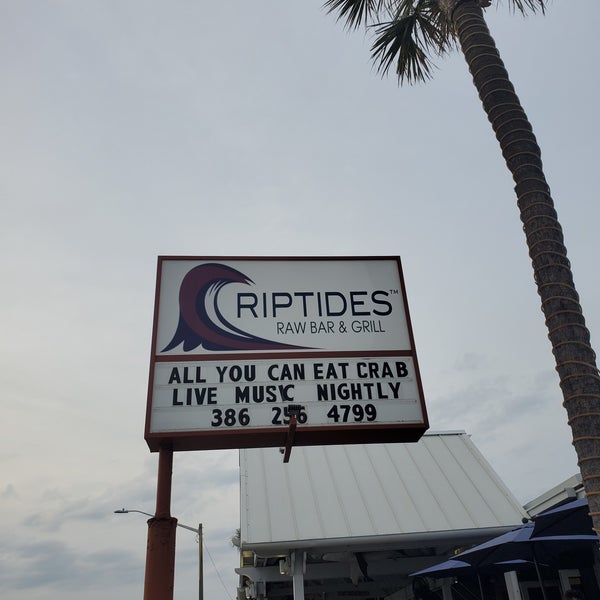 RIPTIDES™
RAW BAR & GRILL
ALL YOU CAN EAT CRAB
LIVE MUSIC NIGHTLY
386 256 4799